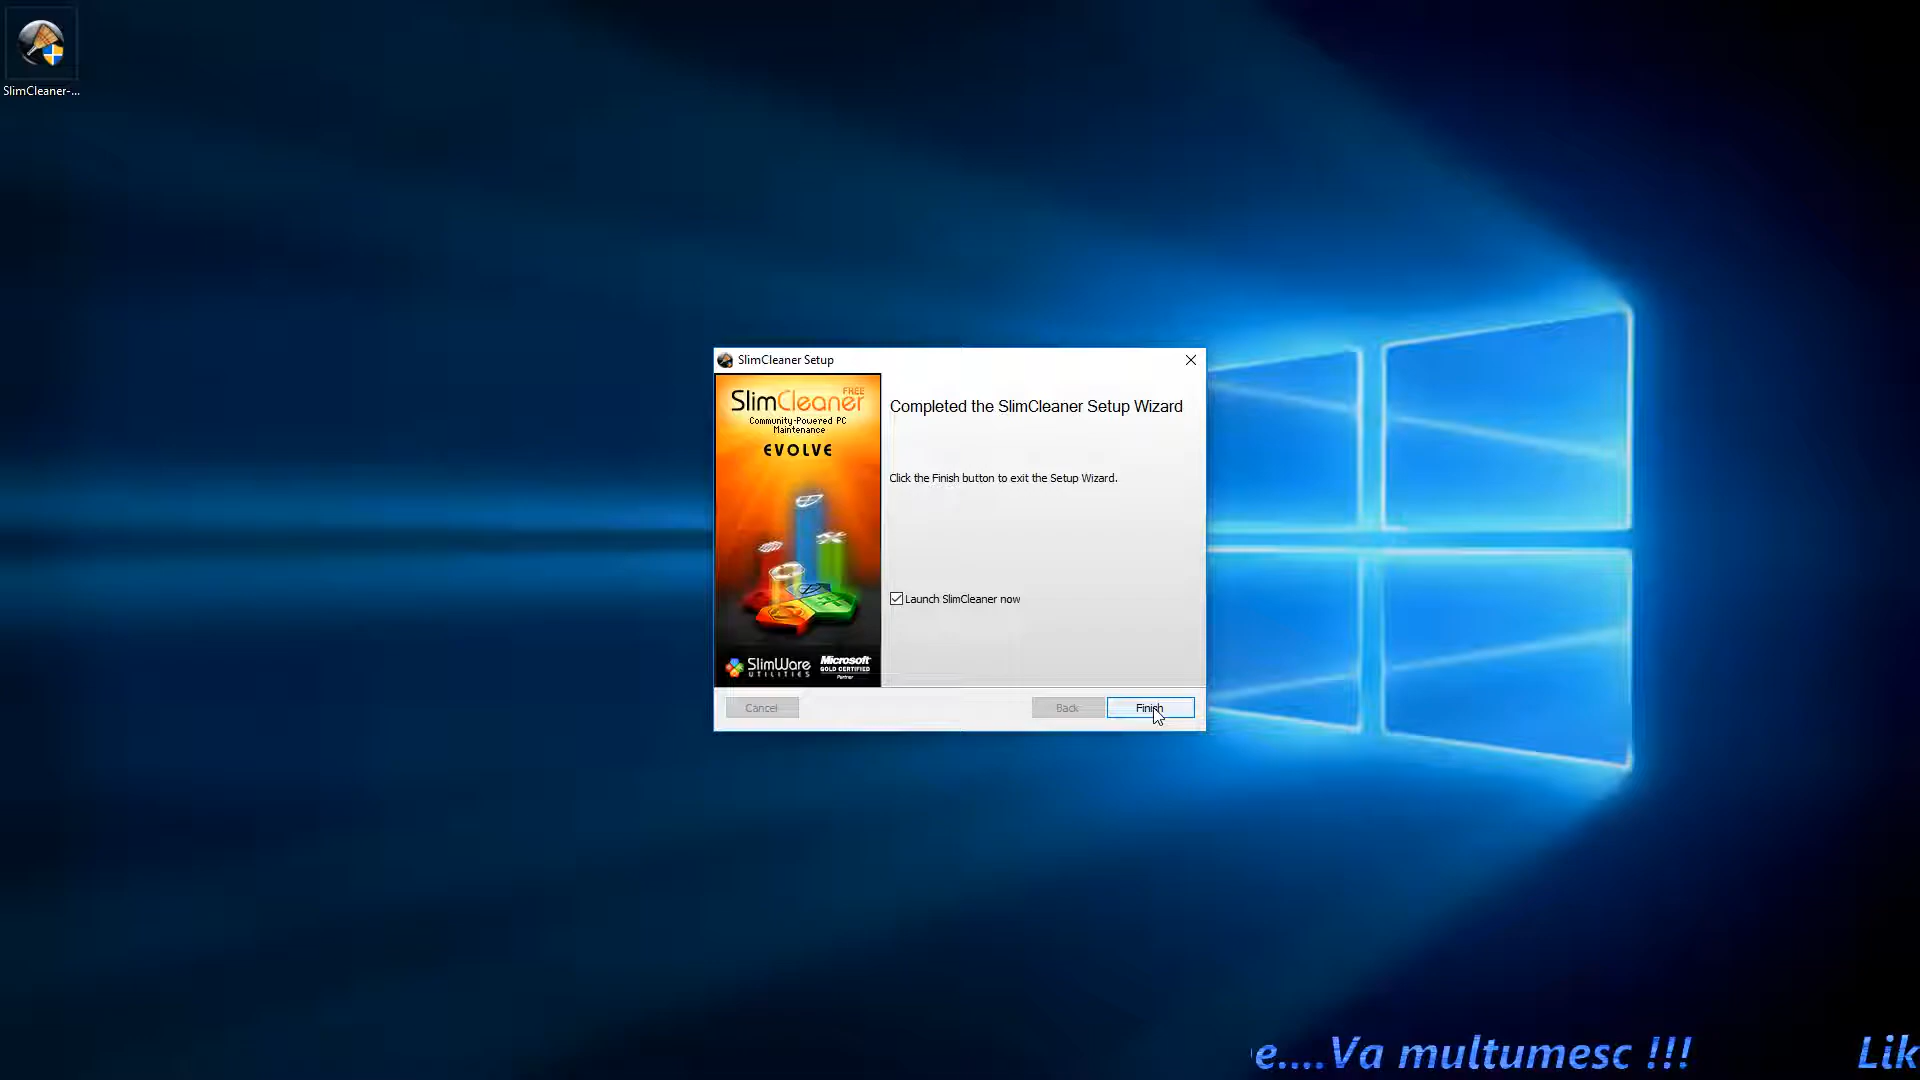 SlimCleaner-...
SlimCleaner Setup
FREE
SlimCleaner
Community-Powered PC
Maintenance
EVOLVE
SlimWare
UTILITIES
Microsoft
GOLD CERTIFIED
Partner
Completed the SlimCleaner Setup Wizard
Click the Finish button to exit the Setup Wizard.
Launch SlimCleaner now
Cancel
Back
Finish
e....Va multumesc !!!
Lik